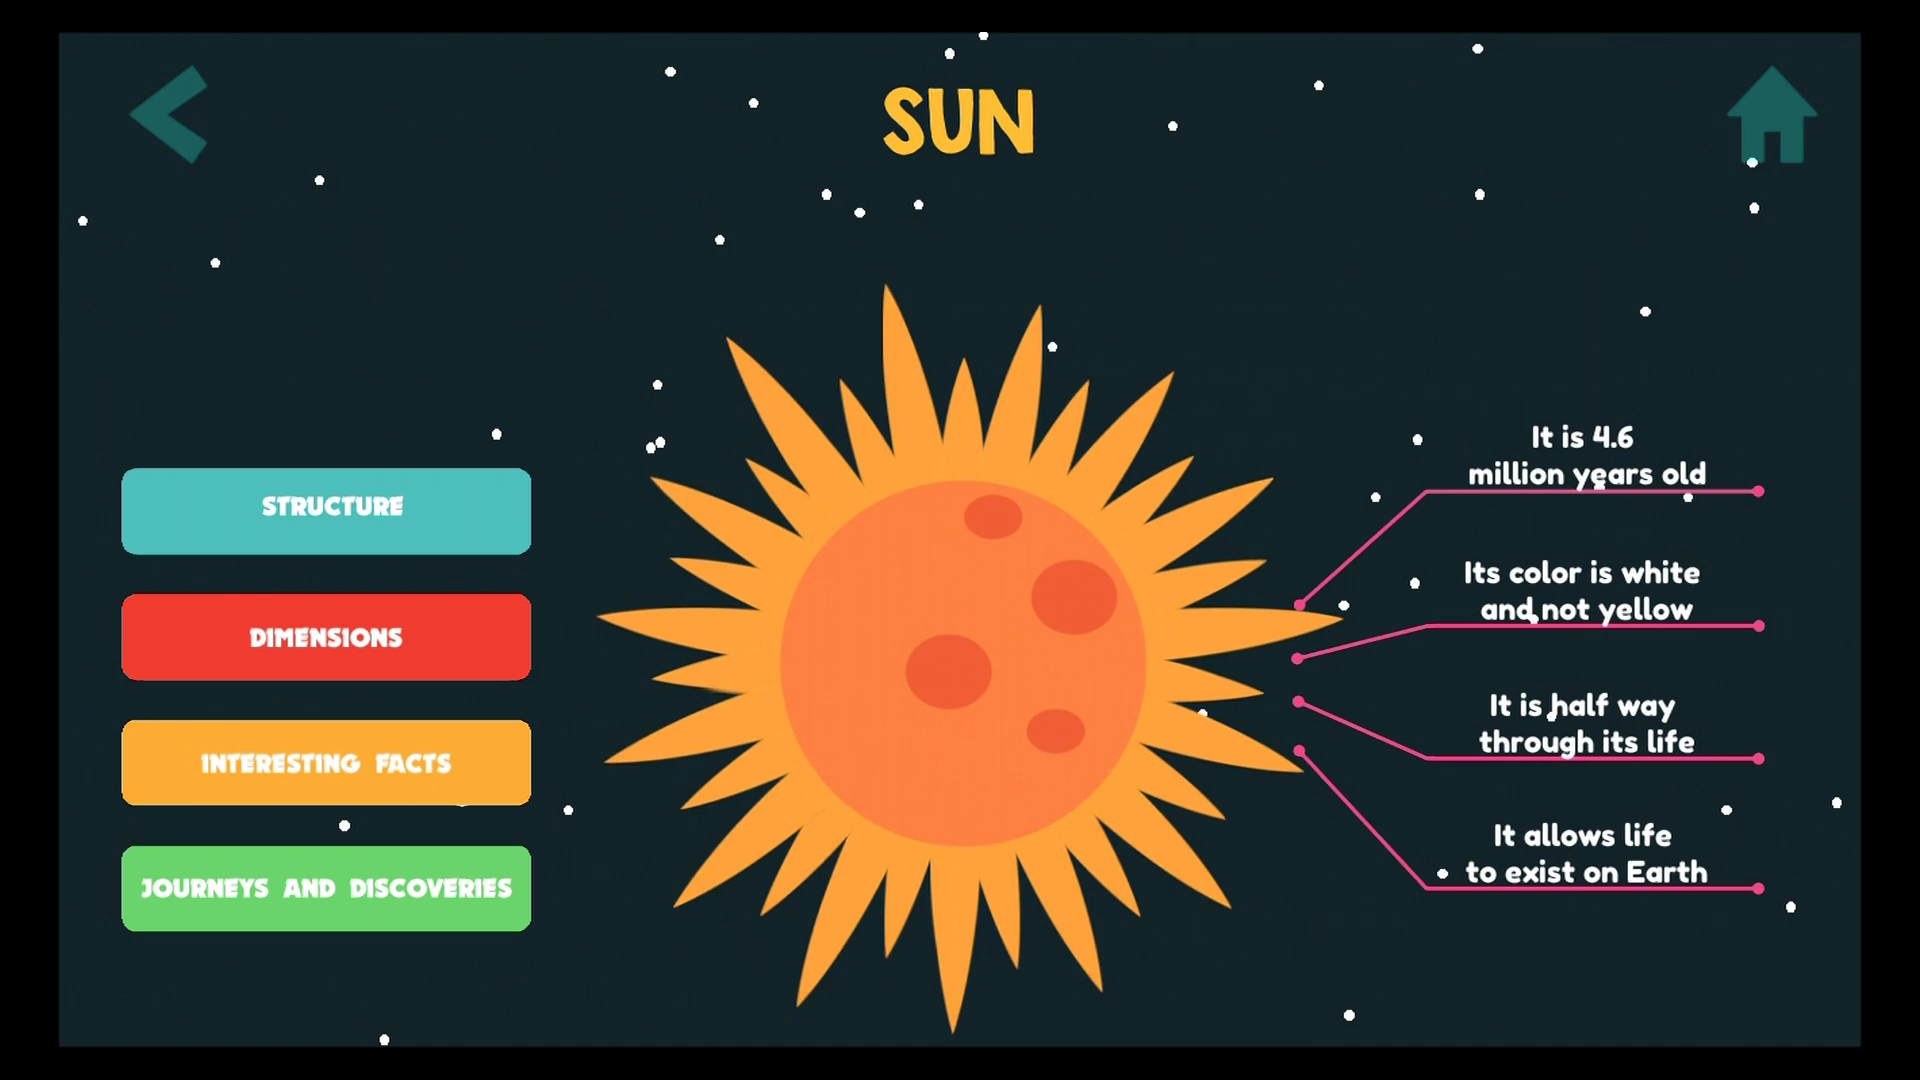 SUN
STRUCTURE
DIMENSIONS
INTERESTING FACTS
JOURNEYS AND DISCOVERIES
It is 4.6
million years old
Its color is white
and not yellow
It is half way
through its life
It allows life
to exist on Earth